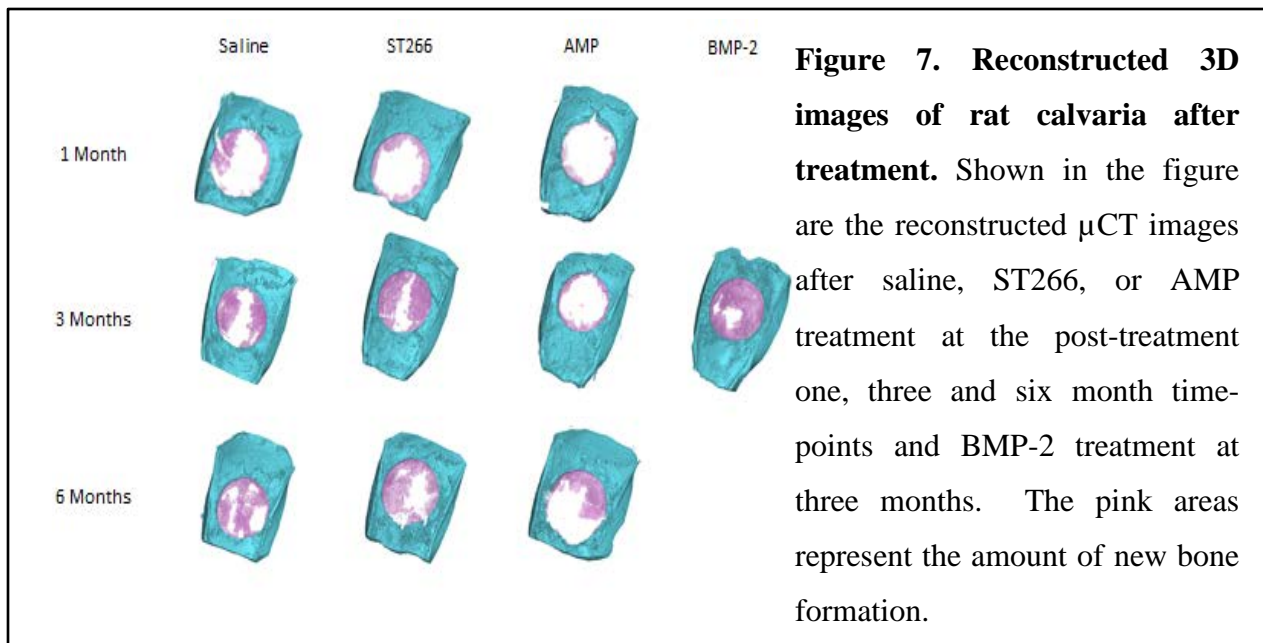 Saline ST266 AMP BMP-2
1 Month
3 Months
6 Months
Figure 7. Reconstructed 3D
images of rat calvaria after
treatment. Shown in the figure
are the reconstructed µCT images
after saline, ST266, or AMP
treatment at the post-treatment
one, three and six month time-
points and BMP-2 treatment at
three months. The pink areas
represent the amount of new bone
formation.